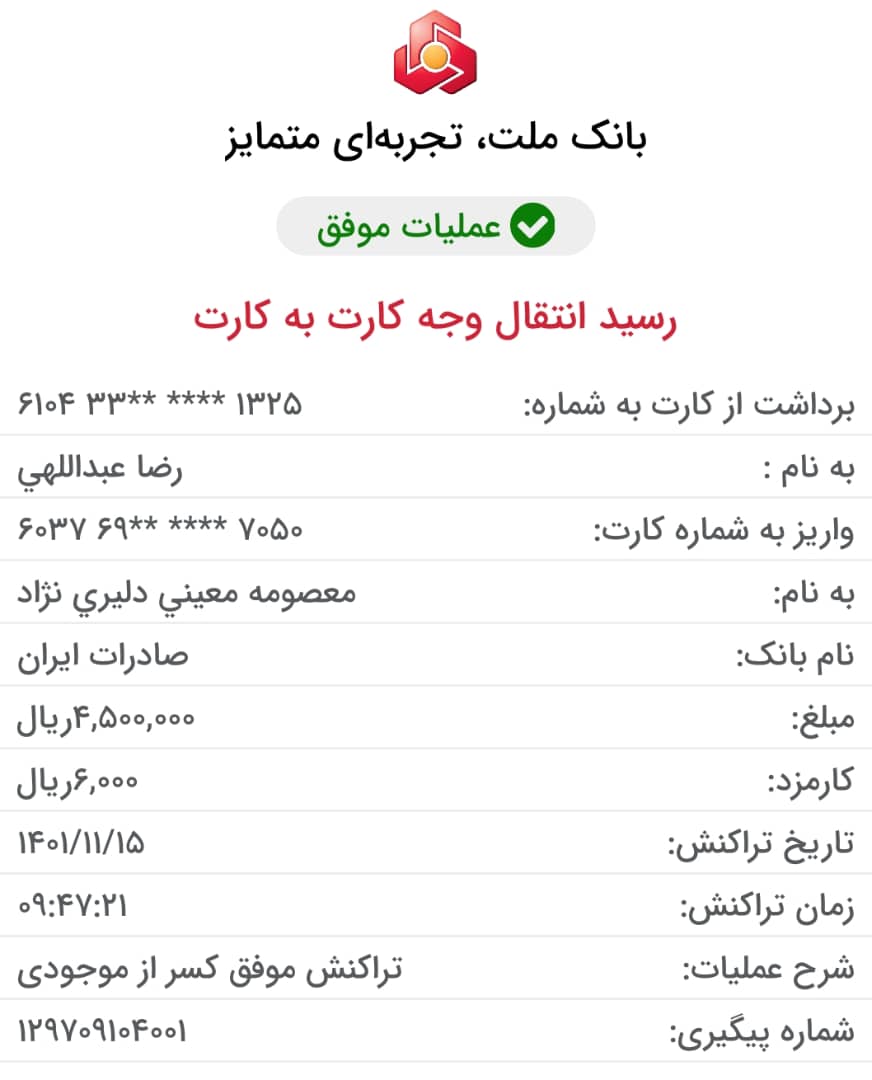 بانک ملت، تجربه‌ای متمایز
عملیات موفق
رسید انتقال وجه کارت به کارت
برداشت از کارت به شماره: ۶۱۰۴ ۳۳** **** ۱۳۲۵
به نام : رضا عبداللهي
واریز به شماره کارت: ۶۰۳۷ ۶۹** **** ۷۰۵۰
به نام: معصومه معيني دليري نژاد
نام بانک: صادرات ایران
مبلغ: ۴,۵۰۰,۰۰۰ریال
کارمزد: ۶,۰۰۰ریال
تاریخ تراکنش: ۱۴۰۱/۱۱/۱۵
زمان تراکنش: ۰۹:۴۷:۲۱
شرح عملیات: تراکنش موفق کسر از موجودی
شماره پیگیری: ۱۲۹۷۰۹۱۰۴۰۰۱